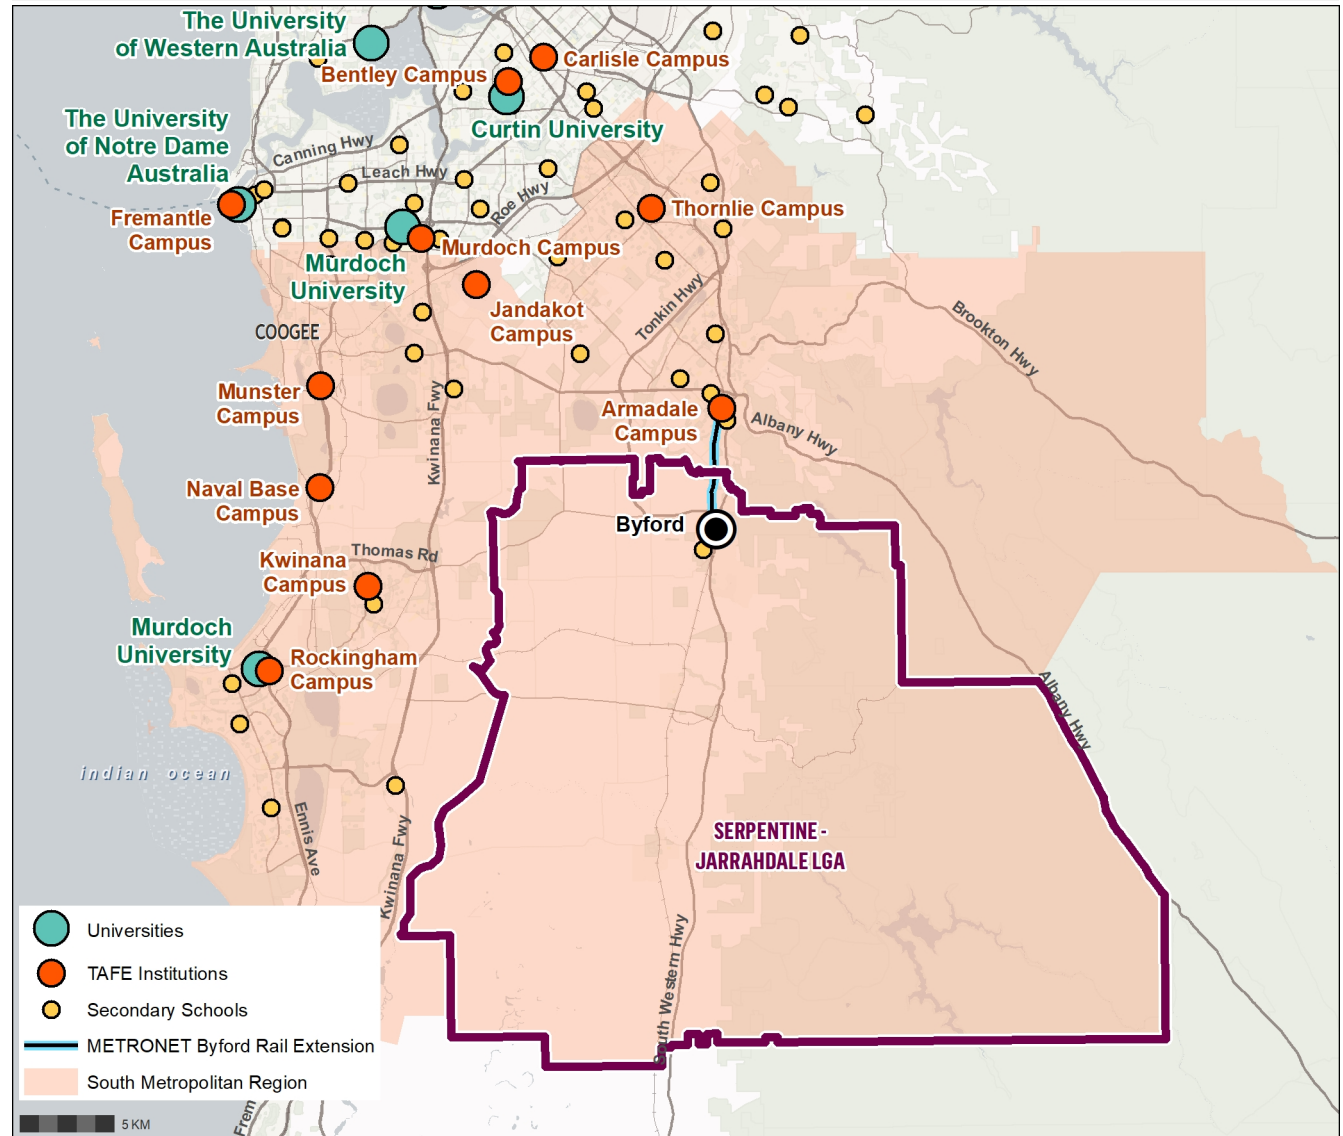 The University
of Western Australia
Bentley Campus
Carlisle Campus
Curtin University
The University
of Notre Dame
Australia
Canning Hwy
Leach Hwy
Roe Hwy
Fremantle
Campus
Thornlie Campus
Murdoch Campus
Murdoch
University
Jandakot
Campus
COOGEE
Tonkin Hwy
Brookton Hwy
Munster
Campus
Kwinana Fwy
Armadale
Campus
Albany Hwy
Naval Base
Campus
Byford
Thomas Rd
Kwinana
Campus
Murdoch
University
Rockingham
Campus
Albany Hwy
indian ocean
Ennis Ave
Kwinana Fwy
SERPENTINE -
JARRAHDALE LGA
South Western Hwy
Universities
TAFE Institutions
Secondary Schools
METRONET Byford Rail Extension
South Metropolitan Region
Frem
5 KM